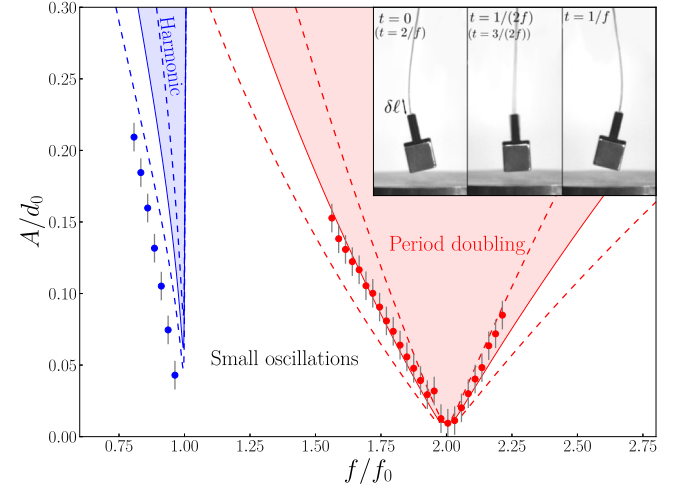 0.30
0.25
0.20
0.15
0.10
0.05
0.00
A/d₀
Harmonic
t = 0
(t = 2/f)
t = 1/(2f)
(t = 3/(2f))
t = 1/f
δℓ
Period doubling
Small oscillations
0.75 1.00 1.25 1.50 1.75 2.00 2.25 2.50 2.75
f/f₀